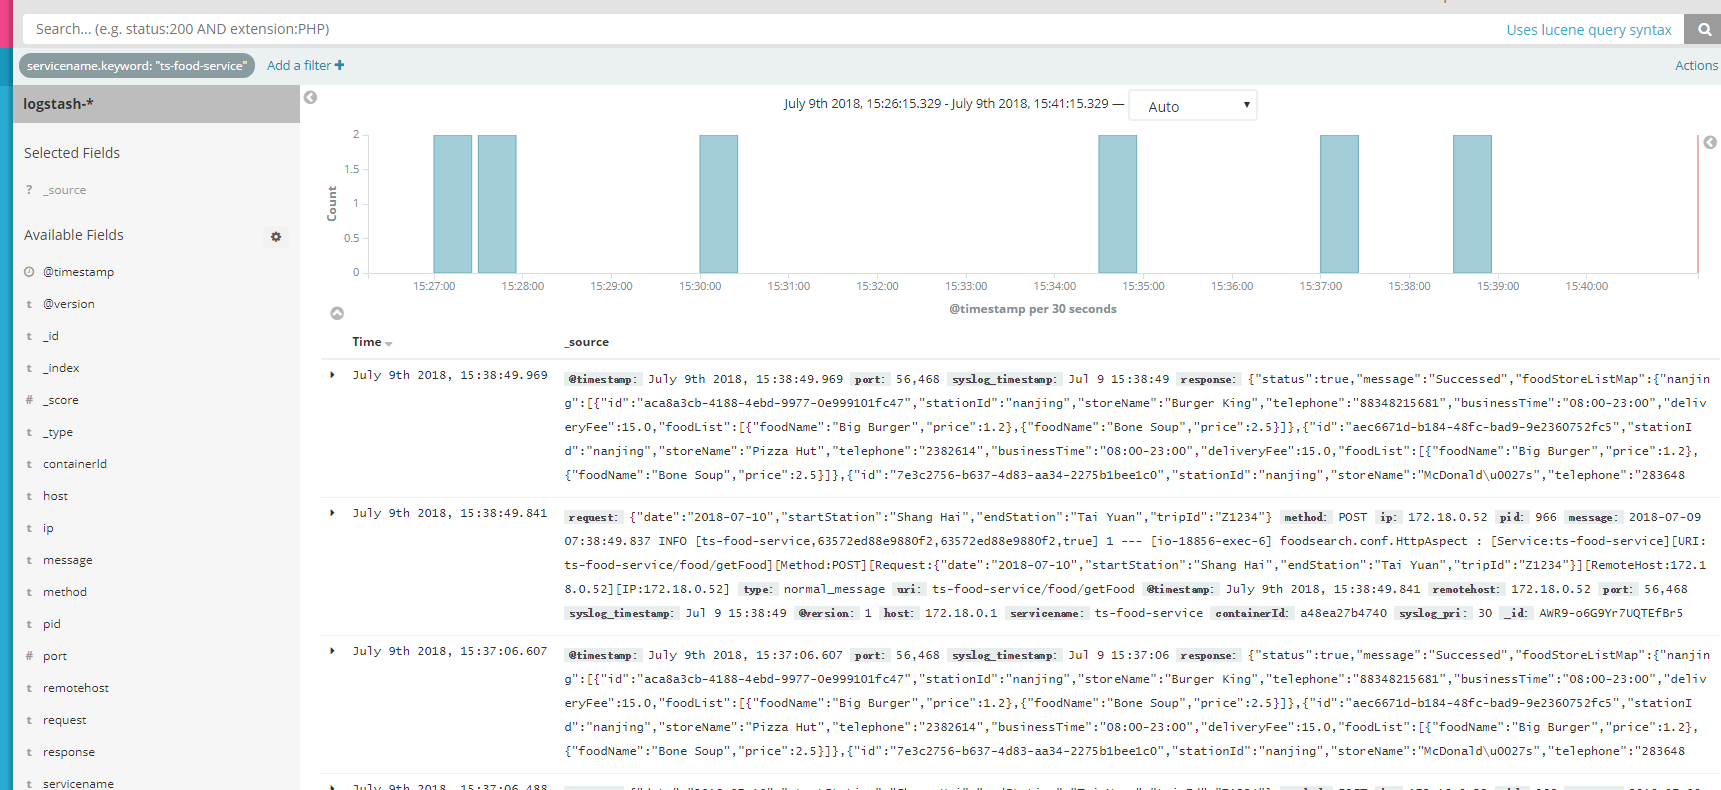 Search... (e.g. status:200 AND extension:PHP)
Uses lucene query syntax
servicename.keyword: "ts-food-service"
Add a filter +
Actions
logstash-*
Selected Fields
? _source
Available Fields
@timestamp
t @version
t _id
t _index
# _score
t _type
t containerId
t host
t ip
t message
t method
t pid
# port
t remotehost
t request
t response
t servicename
July 9th 2018, 15:26:15.329 - July 9th 2018, 15:41:15.329 —
Auto
Count
2
1.5
1
0.5
0
15:27:00 15:28:00 15:29:00 15:30:00 15:31:00 15:32:00 15:33:00 15:34:00 15:35:00 15:36:00 15:37:00 15:38:00 15:39:00 15:40:00
@timestamp per 30 seconds
Time _source
July 9th 2018, 15:38:49.969
@timestamp: July 9th 2018, 15:38:49.969 port: 56,468 syslog_timestamp: Jul 9 15:38:49 response: {"status":true,"message":"Successed","foodStoreListMap":{"nanjin
g":[{"id":"aca8a3cb-4188-4ebd-9977-0e999101fc47","stationId":"nanjing","storeName":"Burger King","telephone":"88348215681","businessTime":"08:00-23:00","deliv
eryFee":15.0,"foodList":[{"foodName":"Big Burger","price":1.2},{"foodName":"Bone Soup","price":2.5}]},{"id":"aec6671d-b184-48fc-bad9-9e2360752fc5","stationI
d":"nanjing","storeName":"Pizza Hut","telephone":"2382614","businessTime":"08:00-23:00","deliveryFee":15.0,"foodList":[{"foodName":"Big Burger","price":1.2},
{"foodName":"Bone Soup","price":2.5}]},{"id":"7e3c2756-b637-4d83-aa34-2275b1bee1c0","stationId":"nanjing","storeName":"McDonald\u0027s","telephone":"283648
July 9th 2018, 15:38:49.841
request: {"date":"2018-07-10","startStation":"Shang Hai","endStation":"Tai Yuan","tripId":"Z1234"} method: POST ip: 172.18.0.52 pid: 966 message: 2018-07-09
07:38:49.837 INFO [ts-food-service,63572ed88e9880f2,63572ed88e9880f2,true] 1 --- [io-18856-exec-6] foodsearch.conf.HttpAspect : [Service:ts-food-service][URI:
ts-food-service/food/getFood][Method:POST][Request:{"date":"2018-07-10","startStation":"Shang Hai","endStation":"Tai Yuan","tripId":"Z1234"}][RemoteHost:172.1
8.0.52][IP:172.18.0.52] type: normal_message uri: ts-food-service/food/getFood @timestamp: July 9th 2018, 15:38:49.841 remotehost: 172.18.0.52 port: 56,468
syslog_timestamp: Jul 9 15:38:49 @version: 1 host: 172.18.0.1 servicename: ts-food-service containerId: a48ea27b4740 syslog_pri: 30 _id: AWR9-o6G9Yr7UQTEfBr5
July 9th 2018, 15:37:06.607
@timestamp: July 9th 2018, 15:37:06.607 port: 56,468 syslog_timestamp: Jul 9 15:37:06 response: {"status":true,"message":"Successed","foodStoreListMap":{"nanjin
g":[{"id":"aca8a3cb-4188-4ebd-9977-0e999101fc47","stationId":"nanjing","storeName":"Burger King","telephone":"88348215681","businessTime":"08:00-23:00","deliv
eryFee":15.0,"foodList":[{"foodName":"Big Burger","price":1.2},{"foodName":"Bone Soup","price":2.5}]},{"id":"aec6671d-b184-48fc-bad9-9e2360752fc5","stationI
d":"nanjing","storeName":"Pizza Hut","telephone":"2382614","businessTime":"08:00-23:00","deliveryFee":15.0,"foodList":[{"foodName":"Big Burger","price":1.2},
{"foodName":"Bone Soup","price":2.5}]},{"id":"7e3c2756-b637-4d83-aa34-2275b1bee1c0","stationId":"nanjing","storeName":"McDonald\u0027s","telephone":"283648
July 9th 2018, 15:37:06.488